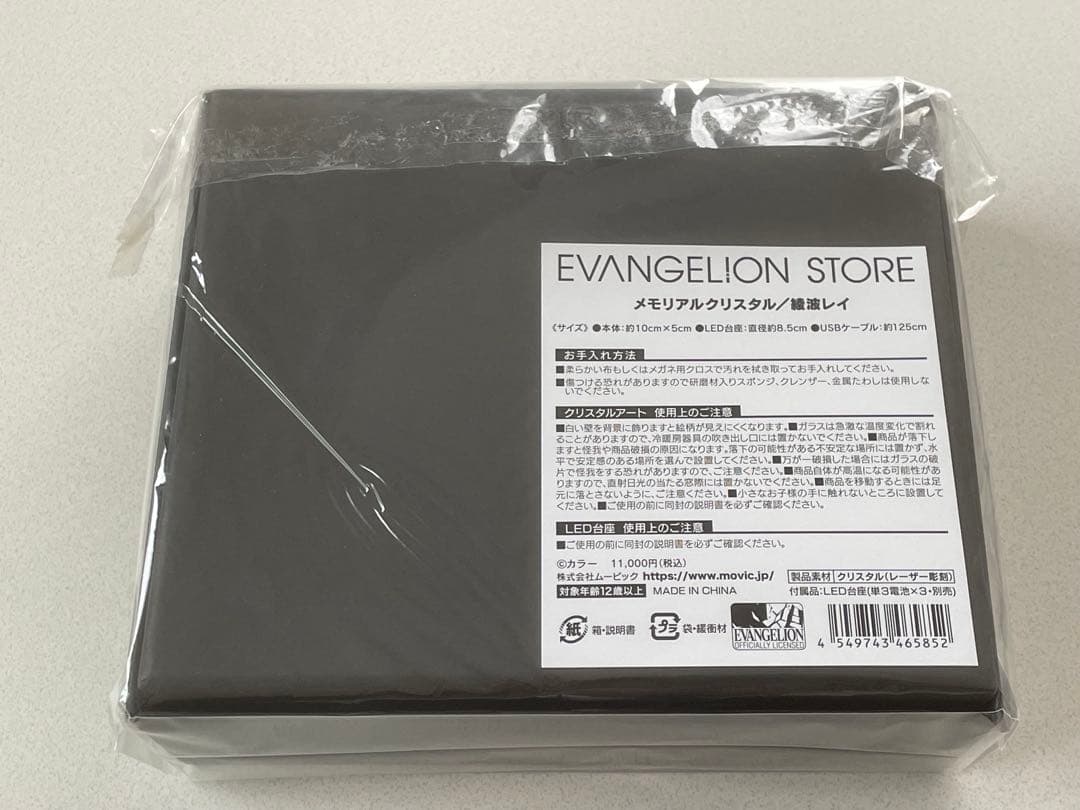 EVANGELION STORE
メモリアルクリスタル／綾波レイ
《サイズ》 ●本体：約10cm×5cm ●LED台座：直径約8.5cm ●USBケーブル：約125cm
お手入れ方法
■柔らかい布もしくはメガネ用クロスで汚れを拭き取ってお手入れしてください。
■傷つける恐れがありますので研磨材入りスポンジ、クレンザー、金属たわしは使用しな
いでください。
クリスタルアート 使用上のご注意
■白い壁を背景に飾りますと絵柄が見えにくくなります。■ガラスは急激な温度変化で割れ
ることがありますので、冷暖房器具の吹き出し口には置かないでください。■商品が落下し
ますと怪我や商品破損の原因になります。落下の可能性がある不安定な場所には置かず、水
平で安定感のある場所を選んで設置してください。■万が一破損した場合にはガラスの破
片で怪我をする恐れがありますので、ご注意ください。■商品自体が高温になる可能性があ
りますので、直射日光の当たる窓際には置かないでください。■商品を移動するときには足
元に落とさないように、ご注意ください。■小さなお子様の手に触れないところに設置して
ください。■ご使用の前に同封の説明書を必ずご確認ください。
LED台座 使用上のご注意
■ご使用の前に同封の説明書を必ずご確認ください。
©カラー 11,000円(税込)
株式会社ムービック https://www.movic.jp/ 製品素材 クリスタル(レーザー彫刻)
対象年齢12歳以上 MADE IN CHINA 付属品：LED台座(単3電池×3・別売)
紙 箱・説明書 プラ 袋・緩衝材 EVANGELION
OFFICIALLY LICENSED
4 549743 465852